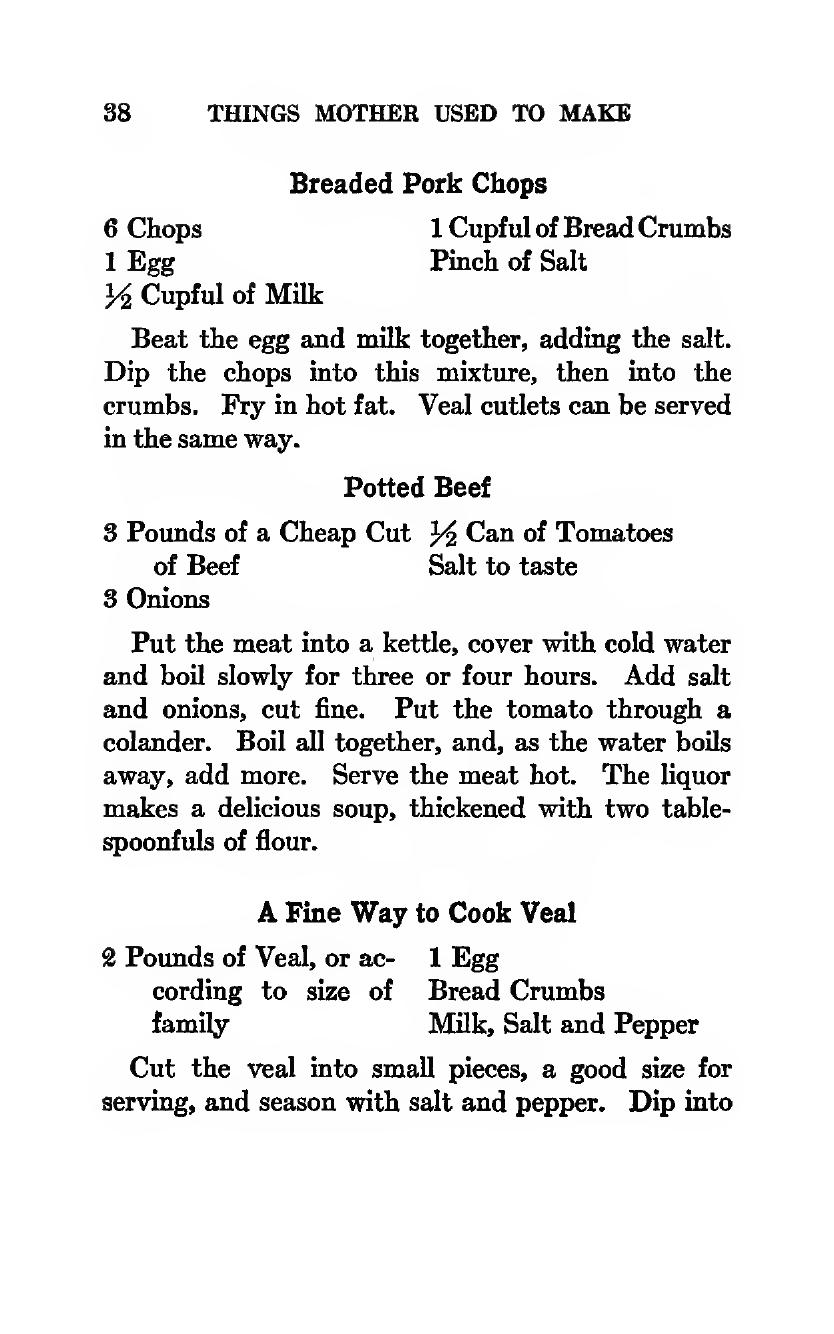 38 THINGS MOTHER USED TO MAKE
Breaded Pork Chops
6 Chops
1 Egg
½ Cupful of Milk
1 Cupful of Bread Crumbs
Pinch of Salt
Beat the egg and milk together, adding the salt.
Dip the chops into this mixture, then into the
crumbs. Fry in hot fat. Veal cutlets can be served
in the same way.
Potted Beef
3 Pounds of a Cheap Cut
of Beef
3 Onions
½ Can of Tomatoes
Salt to taste
Put the meat into a kettle, cover with cold water
and boil slowly for three or four hours. Add salt
and onions, cut fine. Put the tomato through a
colander. Boil all together, and, as the water boils
away, add more. Serve the meat hot. The liquor
makes a delicious soup, thickened with two table-
spoonfuls of flour.
A Fine Way to Cook Veal
2 Pounds of Veal, or ac-
cording to size of
family
1 Egg
Bread Crumbs
Milk, Salt and Pepper
Cut the veal into small pieces, a good size for
serving, and season with salt and pepper. Dip into